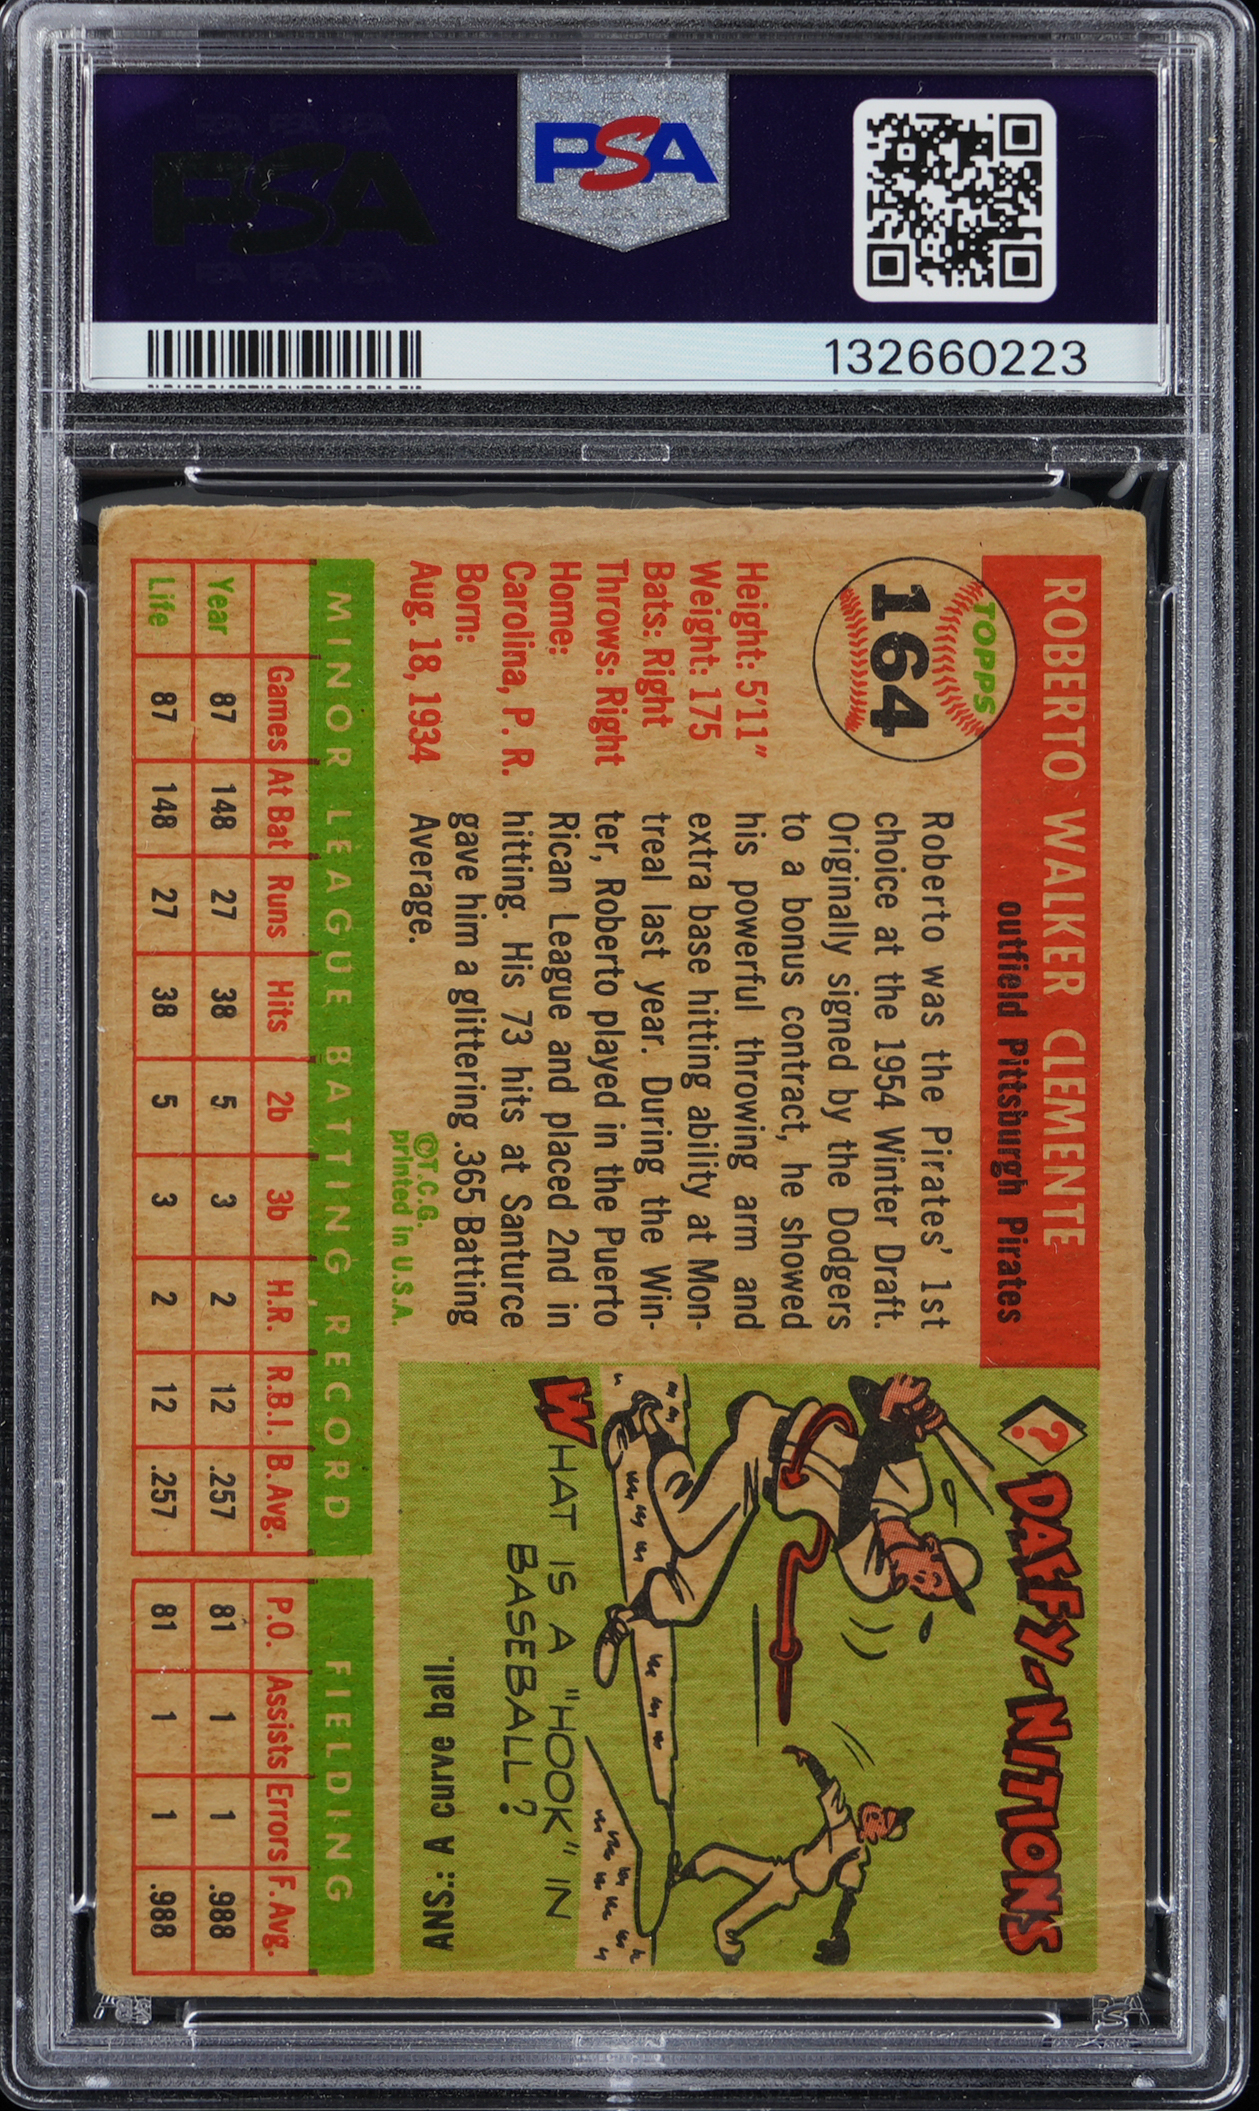 PSA
132660223
ROBERTO WALKER CLEMENTE
outfield Pittsburgh Pirates
TOPPS
164
Height: 5'11"
Weight: 175
Bats: Right
Throws: Right
Home:
Carolina, P. R.
Born:
Aug. 18, 1934
Roberto was the Pirates' 1st
choice at the 1954 Winter Draft.
Originally signed by the Dodgers
to a bonus contract, he showed
his powerful throwing arm and
extra base hitting ability at Mon-
treal last year. During the Win-
ter, Roberto played in the Puerto
Rican League and placed 2nd in
hitting. His 73 hits at Santurce
gave him a glittering .365 Batting
Average.
©T.C.G.
printed in U.S.A.
? DAFFY-NITIONS
WHAT IS A "HOOK" IN
BASEBALL?
ANS: A curve ball.
MINOR LEAGUE BATTING RECORD FIELDING
Games At Bat Runs Hits 2b 3b H.R. R.B.I. B. Avg. P.O. Assists Errors F. Avg.
Year 87 148 27 38 5 3 2 12 .257 81 1 1 .988
Life 87 148 27 38 5 3 2 12 .257 81 1 1 .988
PSA